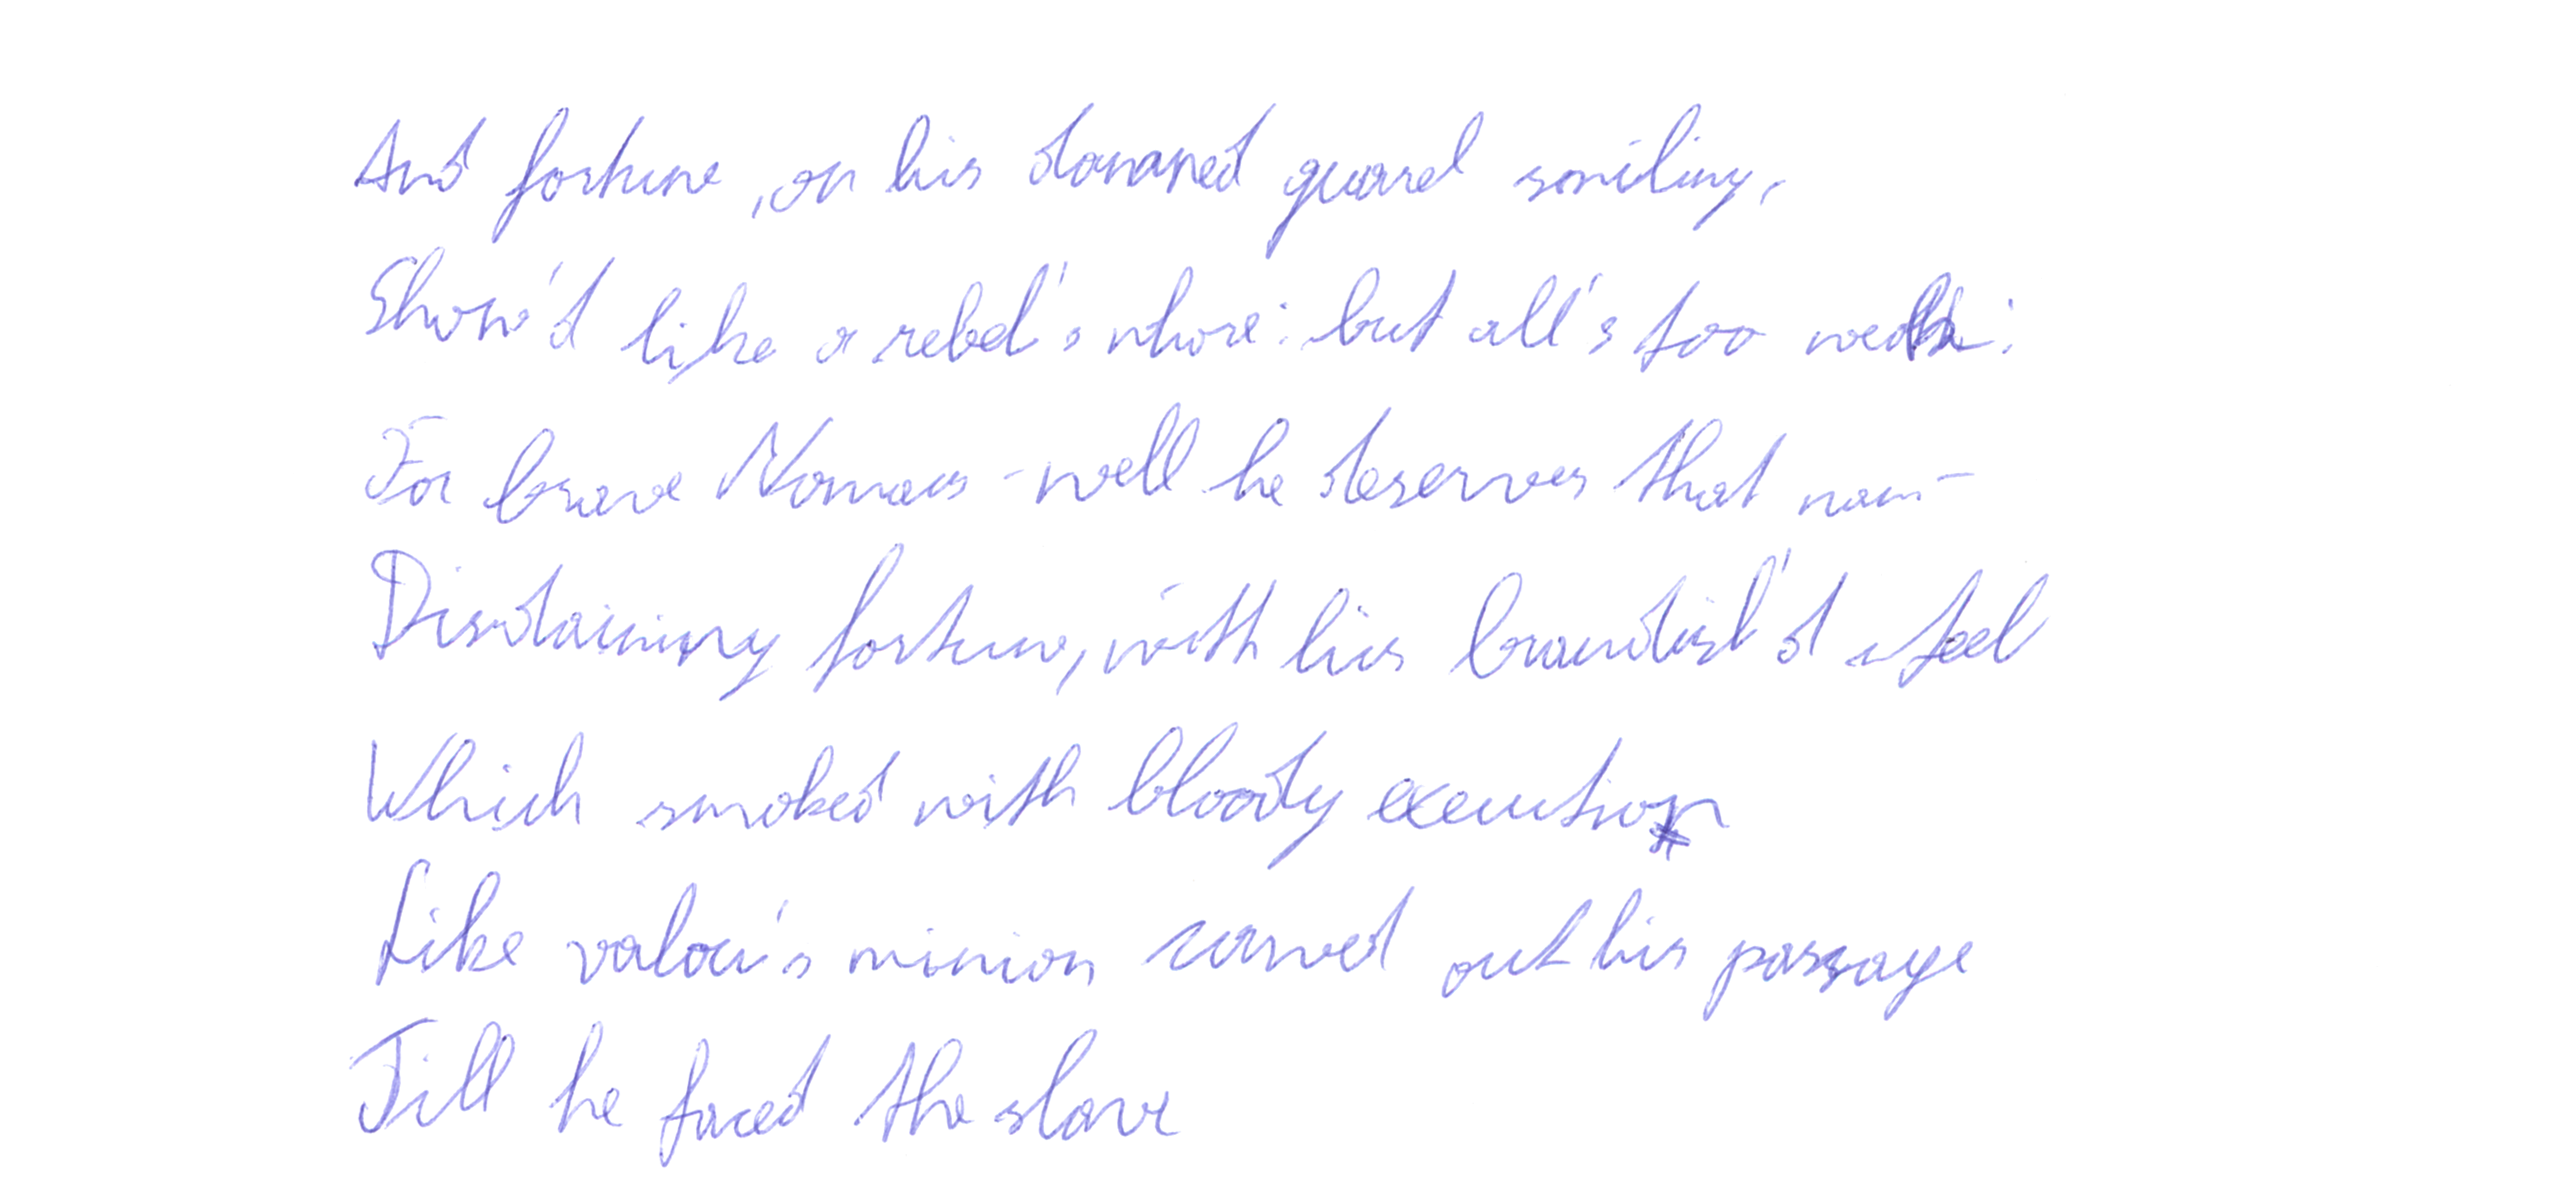 And fortune, on his damned quarrel smiling,
Show'd like a rebel's whore: but all's too weak:
For brave - well he deserves that name -
Disdaining fortune, with his brandish'd steel
Which smoked with bloody execution
Like valour's minion carved out his passage
Till he faced the slave